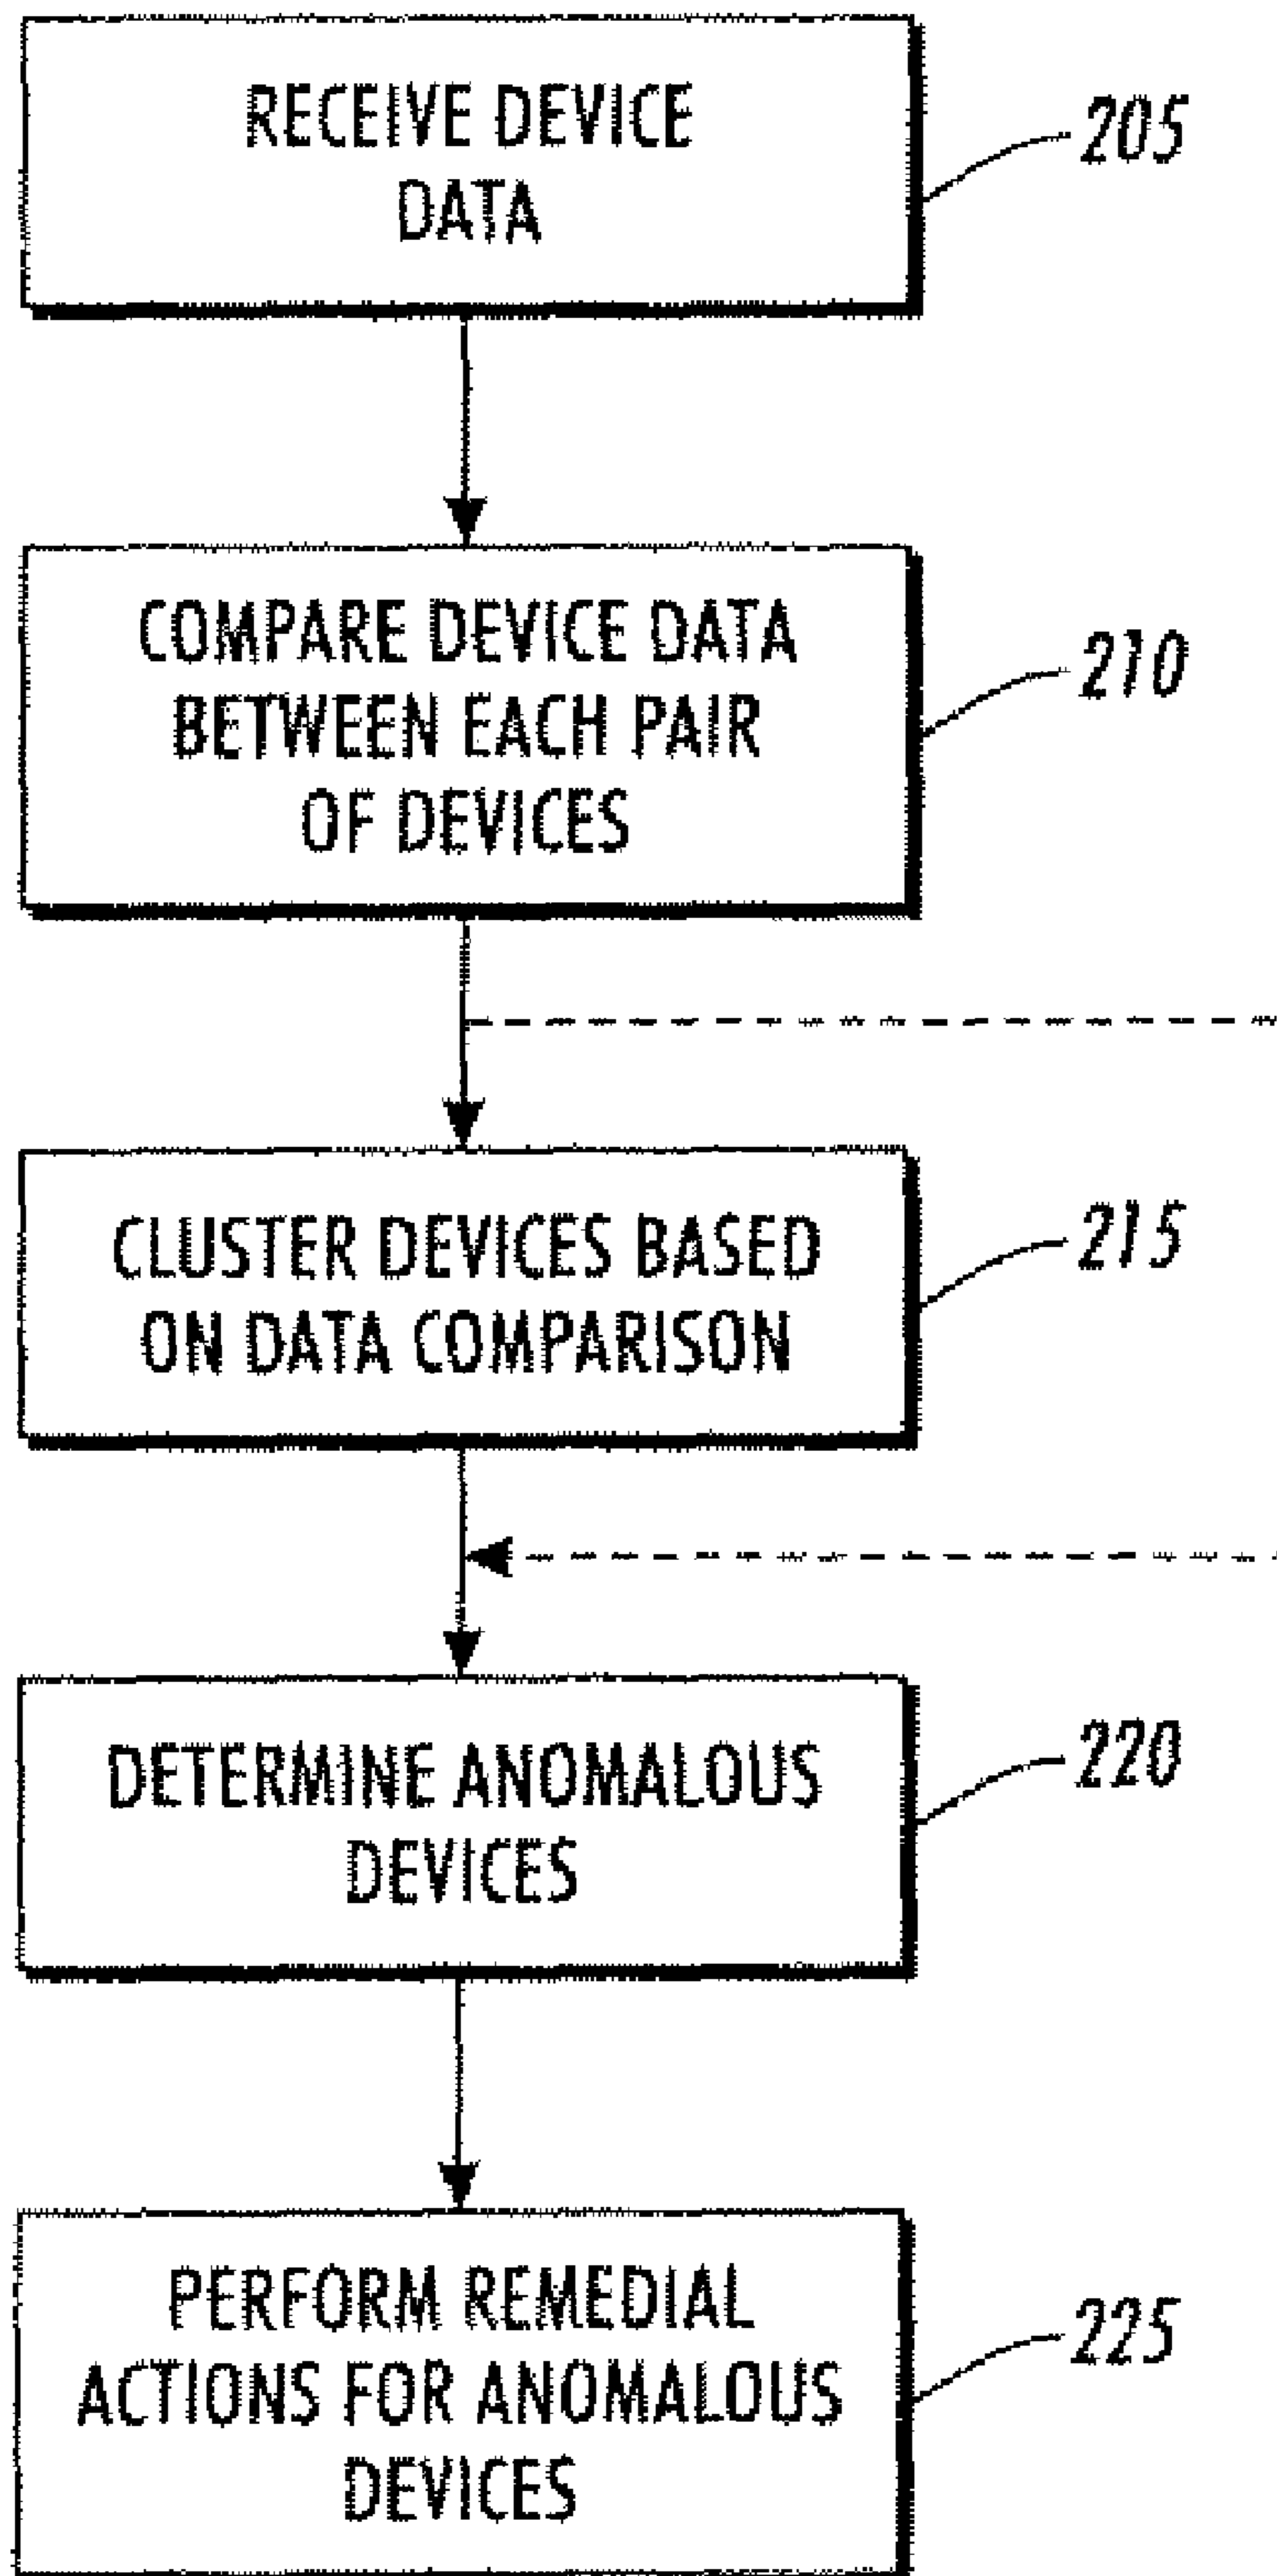 RECEIVE DEVICE
DATA
205
COMPARE DEVICE DATA
BETWEEN EACH PAIR
OF DEVICES
210
CLUSTER DEVICES BASED
ON DATA COMPARISON
215
DETERMINE ANOMALOUS
DEVICES
220
PERFORM REMEDIAL
ACTIONS FOR ANOMALOUS
DEVICES
225